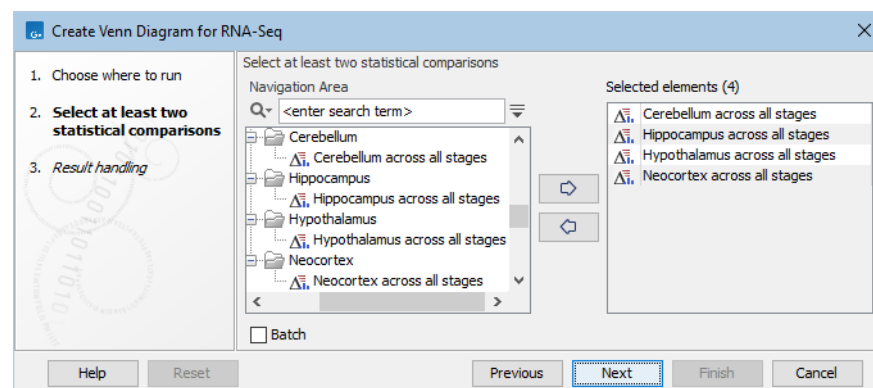 G.
Create Venn Diagram for RNA-Seq
1. Choose where to run
2. Select at least two
statistical comparisons
3. Result handling
Select at least two statistical comparisons
Navigation Area
<enter search term>
Cerebellum
Cerebellum across all stages
Hippocampus
Hippocampus across all stages
Hypothalamus
Hypothalamus across all stages
Neocortex
Neocortex across all stages
Batch
Selected elements (4)
Cerebellum across all stages
Hippocampus across all stages
Hypothalamus across all stages
Neocortex across all stages
Help
Reset
Previous
Next
Finish
Cancel